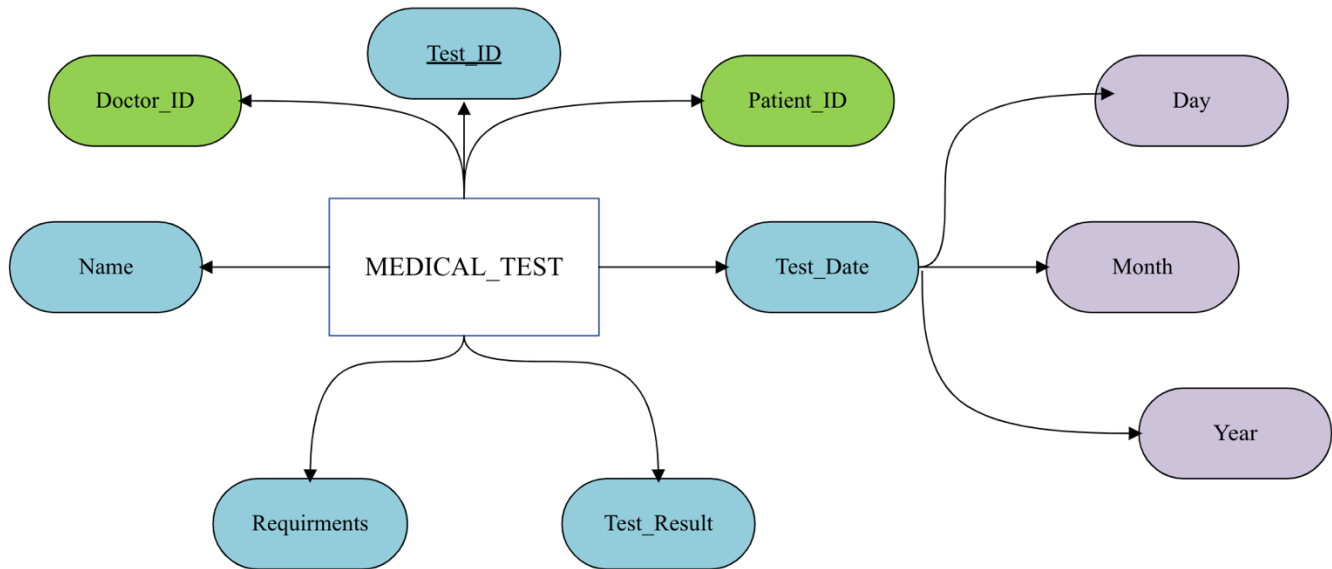 Test_ID
Doctor_ID
Patient_ID
Day
Name
MEDICAL_TEST
Test_Date
Month
Year
Requirments
Test_Result